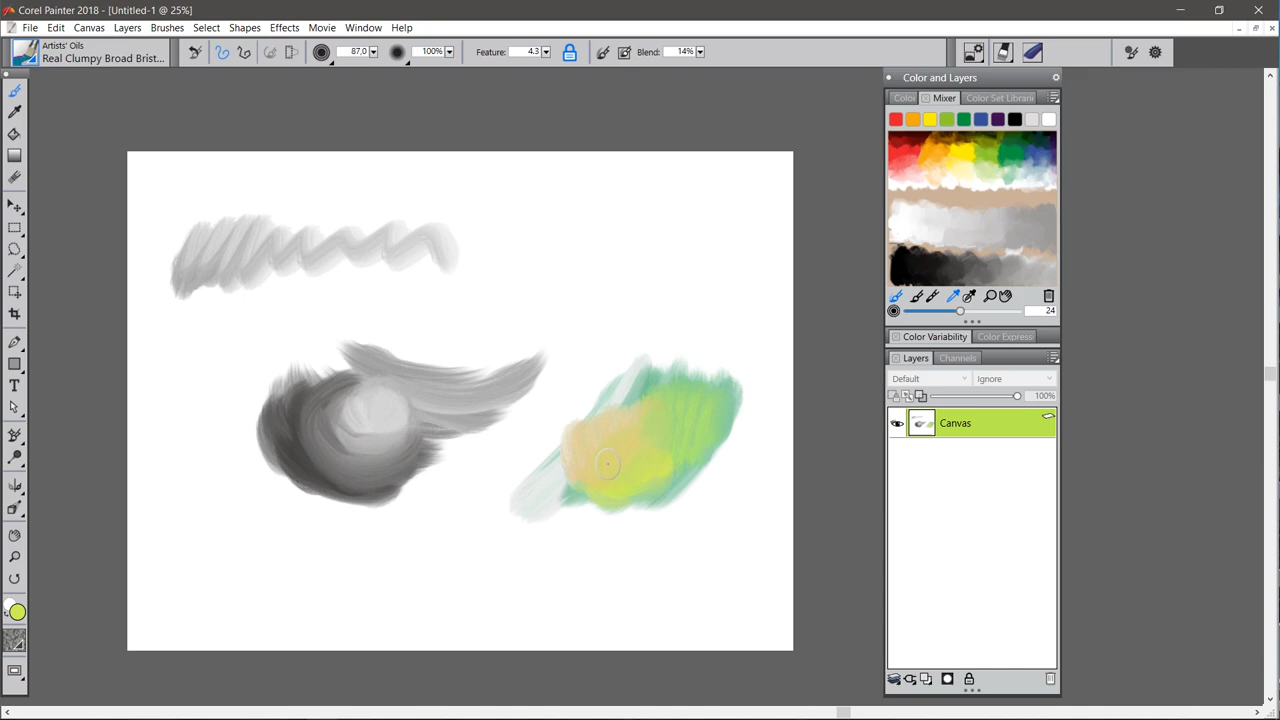 Corel Painter 2018 - [Untitled-1 @ 25%]
File Edit Canvas Layers Brushes Select Shapes Effects Movie Window Help
Artists' Oils
Real Clumpy Broad Brist...
87,0
100%
Feature: 4.3
Blend: 14%
Color and Layers
Mixer Color Set Librari
24
Color Variability Color Express
Layers Channels
Default Ignore
100%
Canvas
T